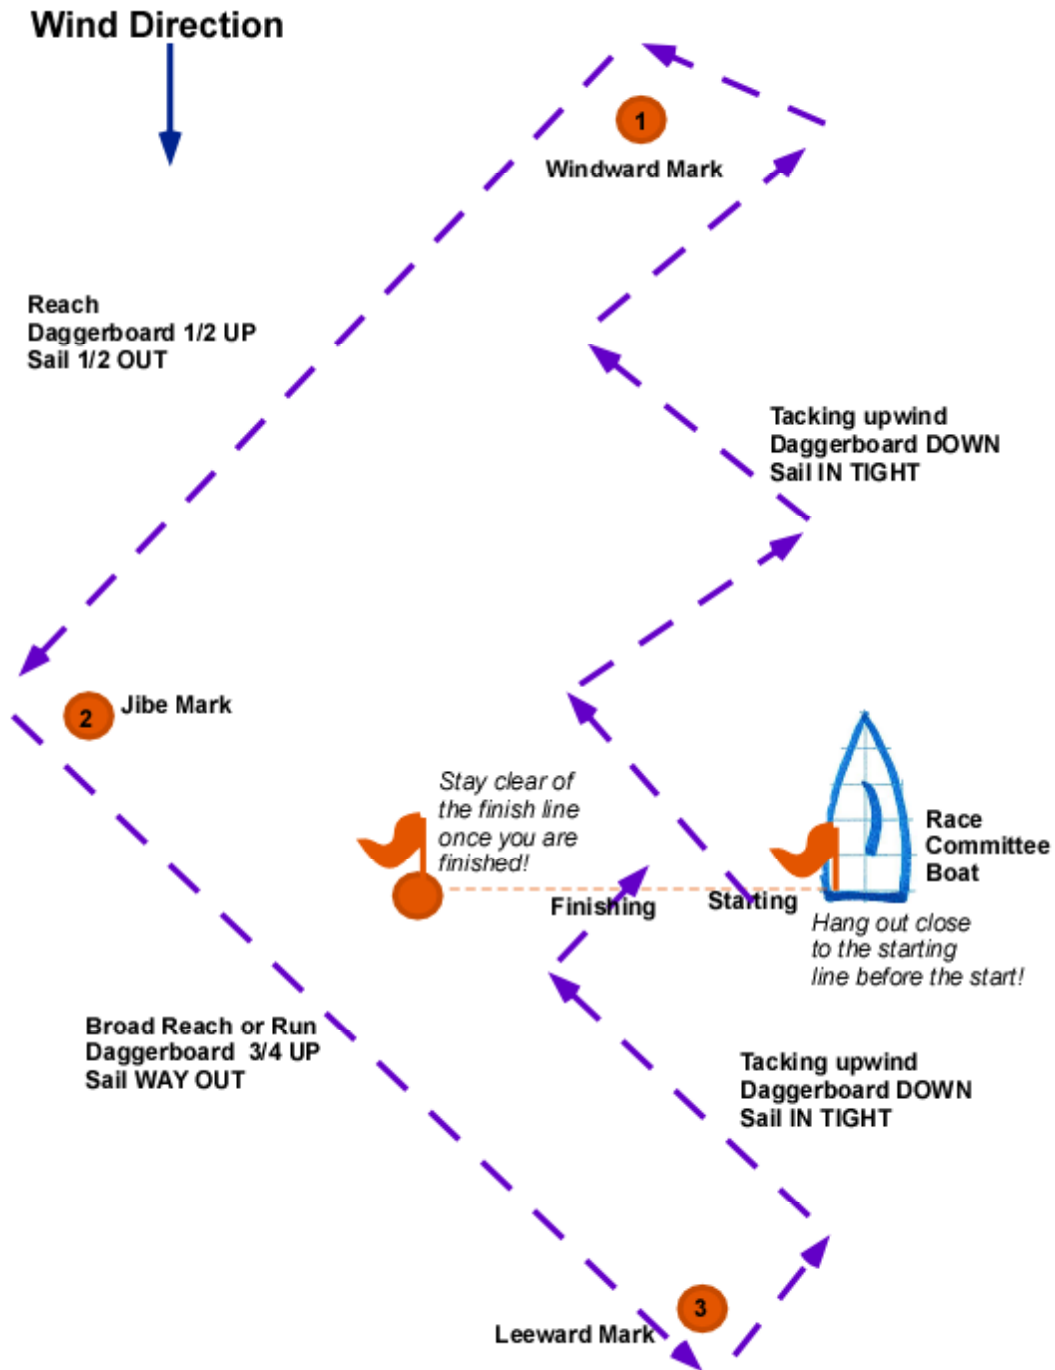 Wind Direction
1
Windward Mark
Reach
Daggerboard 1/2 UP
Sail 1/2 OUT
Tacking upwind
Daggerboard DOWN
Sail IN TIGHT
2
Jibe Mark
Stay clear of
the finish line
once you are
finished!
Race
Committee
Boat
Finishing
Starting
Hang out close
to the starting
line before the start!
Broad Reach or Run
Daggerboard 3/4 UP
Sail WAY OUT
Tacking upwind
Daggerboard DOWN
Sail IN TIGHT
3
Leeward Mark